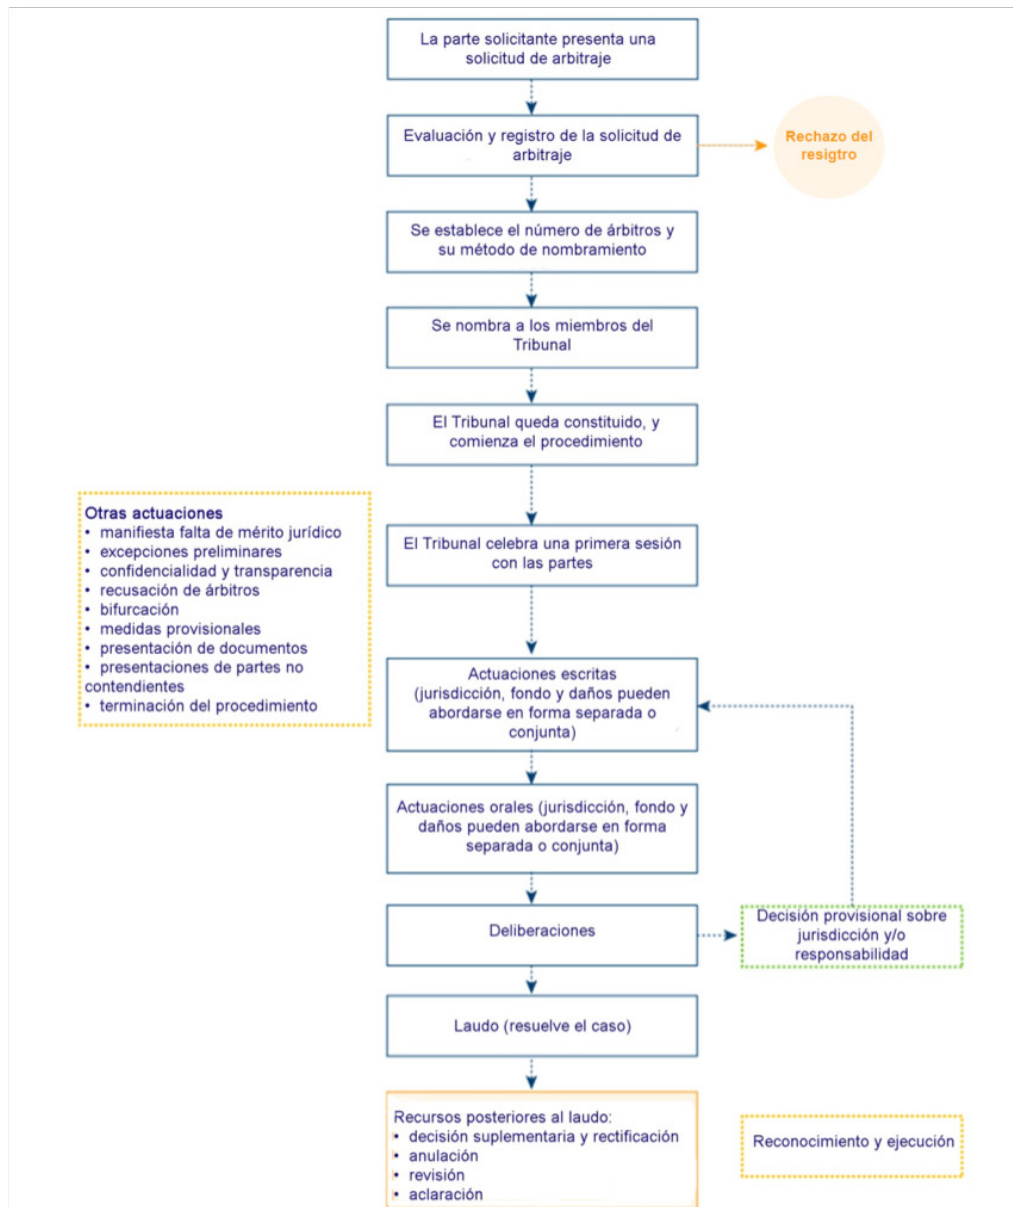 La parte solicitante presenta una
solicitud de arbitraje
Evaluación y registro de la solicitud de
arbitraje
Rechazo del
resigtro
Se establece el número de árbitros y
su método de nombramiento
Se nombra a los miembros del
Tribunal
El Tribunal queda constituido, y
comienza el procedimiento
Otras actuaciones
• manifiesta falta de mérito jurídico
• excepciones preliminares
• confidencialidad y transparencia
• recusación de árbitros
• bifurcación
• medidas provisionales
• presentación de documentos
• presentaciones de partes no
contendientes
• terminación del procedimiento
El Tribunal celebra una primera sesión
con las partes
Actuaciones escritas
(jurisdicción, fondo y daños pueden
abordarse en forma separada o
conjunta)
Actuaciones orales (jurisdicción, fondo y
daños pueden abordarse en forma
separada o conjunta)
Deliberaciones
Decisión provisional sobre
jurisdicción y/o
responsabilidad
Laudo (resuelve el caso)
Recursos posteriores al laudo:
• decisión suplementaria y rectificación
• anulación
• revisión
• aclaración
Reconocimiento y ejecución